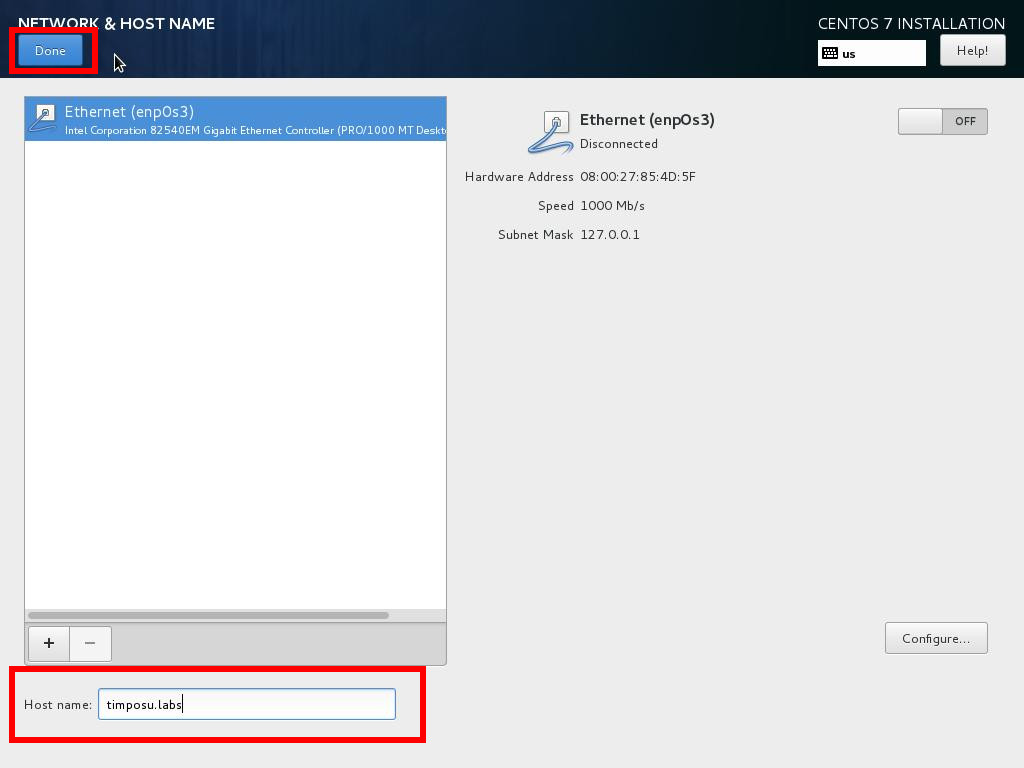 NETWORK & HOST NAME
CENTOS 7 INSTALLATION
Done
us
Help!
Ethernet (enp0s3)
Intel Corporation 82540EM Gigabit Ethernet Controller (PRO/1000 MT Deskt
Ethernet (enp0s3)
Disconnected
OFF
Hardware Address 08:00:27:85:4D:5F
Speed 1000 Mb/s
Subnet Mask 127.0.0.1
+ −
Configure...
Host name: timposu.labs